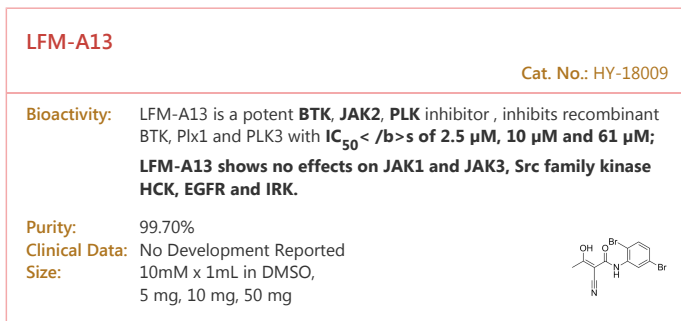 LFM-A13
Cat. No.: HY-18009
Bioactivity: LFM-A13 is a potent BTK, JAK2, PLK inhibitor , inhibits recombinant
BTK, Plx1 and PLK3 with IC50< /b>s of 2.5 μM, 10 μM and 61 μM;
LFM-A13 shows no effects on JAK1 and JAK3, Src family kinase
HCK, EGFR and IRK.
Purity: 99.70%
Clinical Data: No Development Reported
Size: 10mM x 1mL in DMSO,
5 mg, 10 mg, 50 mg
OH O Br
Br
N
H
N